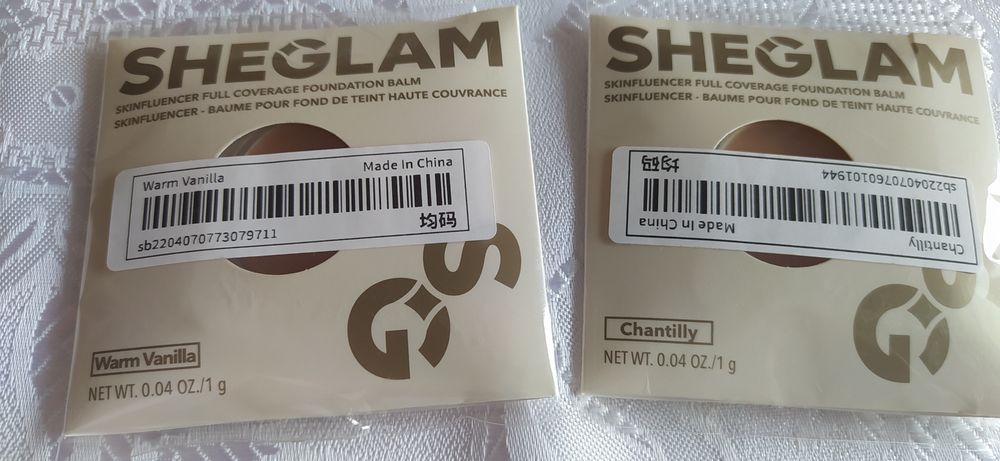 SHEGLAM
SKINFLUENCER FULL COVERAGE FOUNDATION BALM
SKINFLUENCER - BAUME POUR FOND DE TEINT HAUTE COUVRANCE
Warm Vanilla Made In China
sb2204070773079711 均码
SG
Warm Vanilla
NET WT. 0.04 OZ./1 g
SHEGLAM
SKINFLUENCER FULL COVERAGE FOUNDATION BALM
SKINFLUENCER - BAUME POUR FOND DE TEINT HAUTE COUVRANCE
Chantilly Made In China
sb2204070760101944 均码
SG
Chantilly
NET WT. 0.04 OZ./1 g